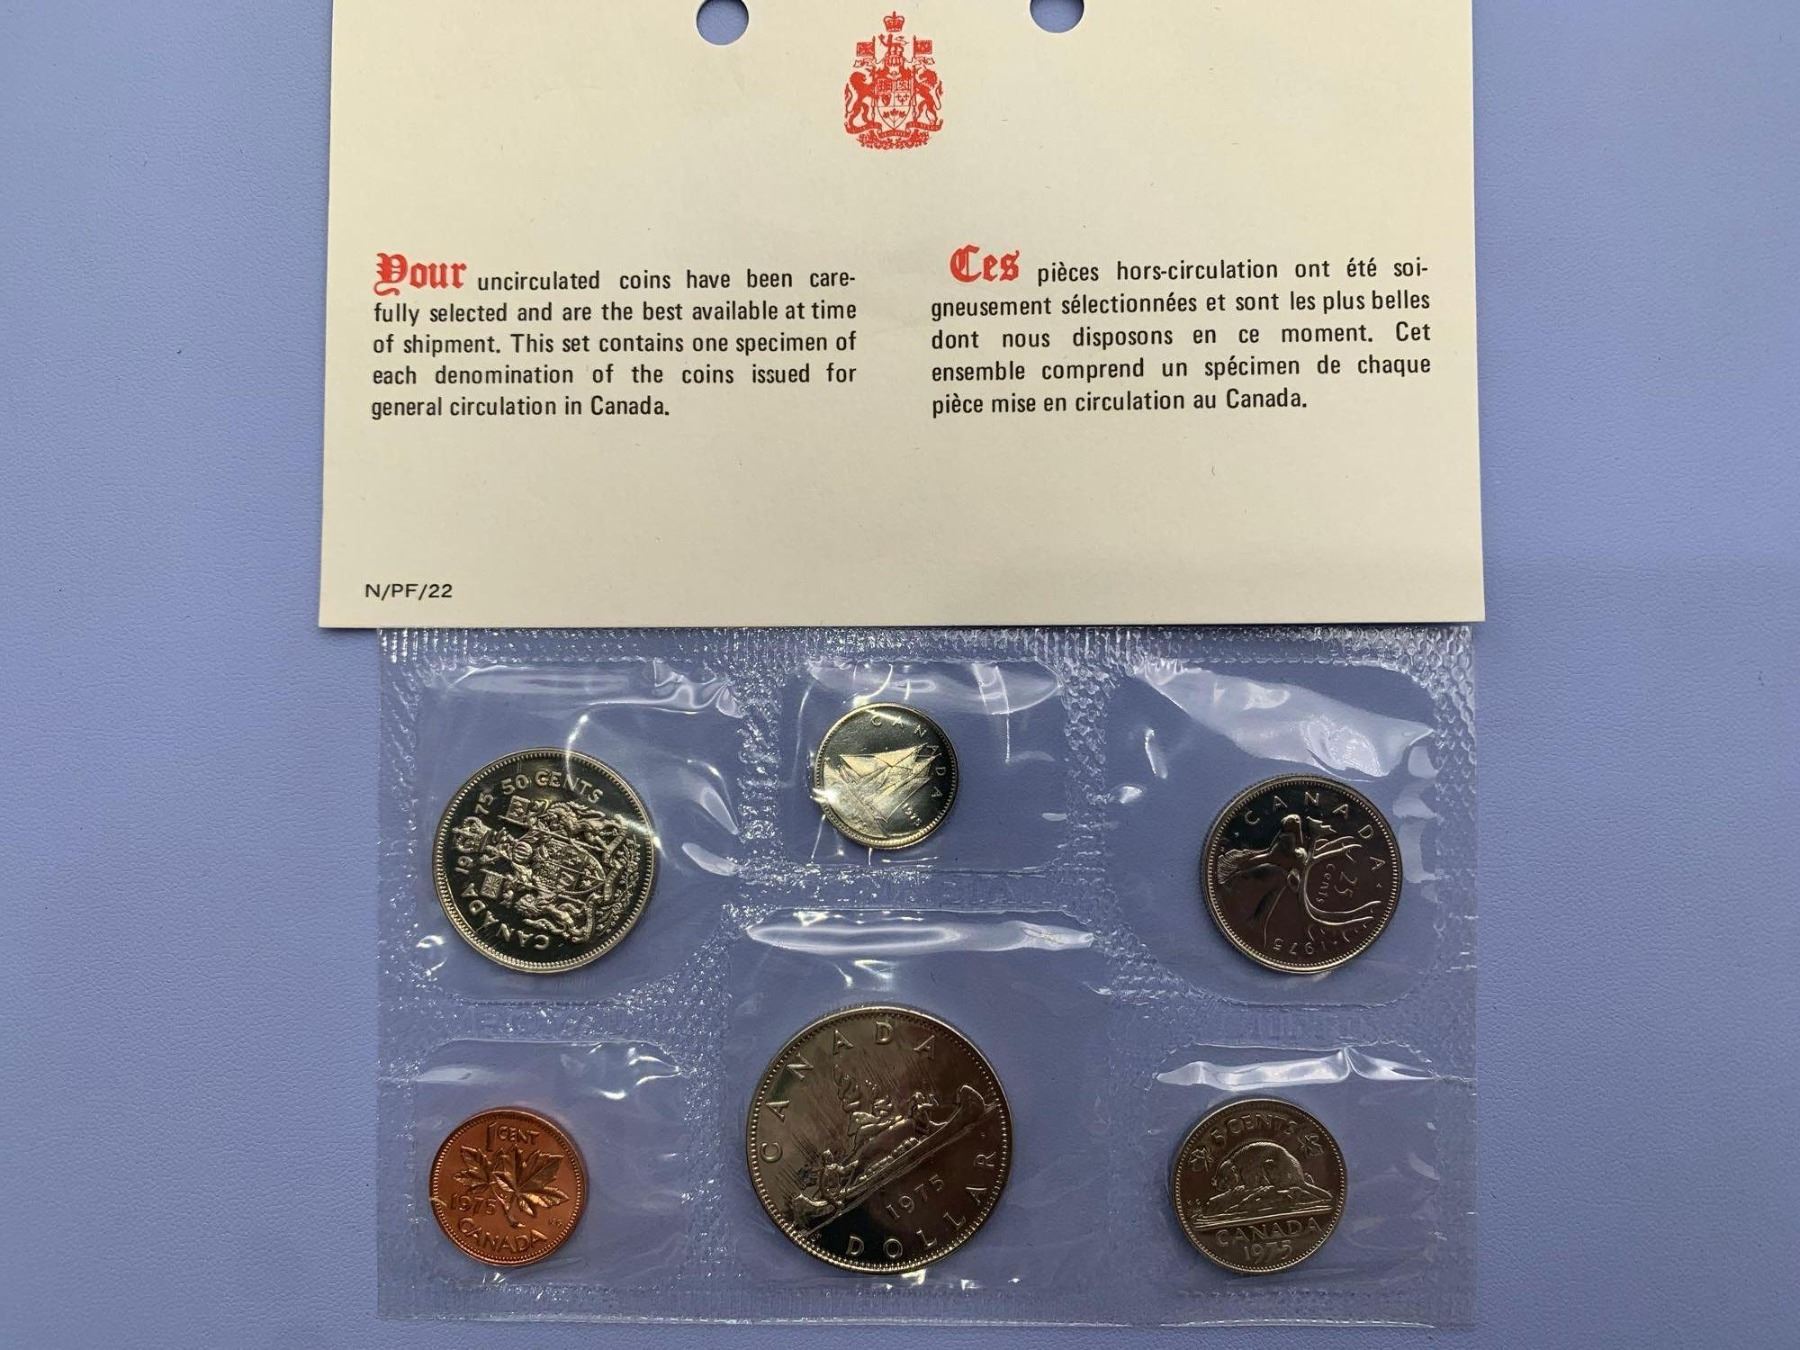 Your uncirculated coins have been care-
fully selected and are the best available at time
of shipment. This set contains one specimen of
each denomination of the coins issued for
general circulation in Canada.
Ces pièces hors-circulation ont été soi-
gneusement sélectionnées et sont les plus belles
dont nous disposons en ce moment. Cet
ensemble comprend un spécimen de chaque
pièce mise en circulation au Canada.
N/PF/22
CANADA 1975 50 CENTS
CANADA
CANADA
25
CENTS
1975
1 CENT
1975
CANADA
CANADA
1975
DOLLAR
5 CENTS
CANADA
1975